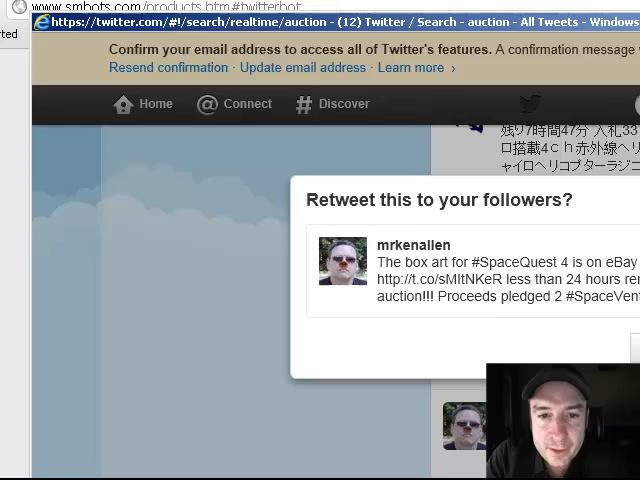 www.smbots.com/products.htm#twitterbot
rted
https://twitter.com/#!/search/realtime/auction - (12) Twitter / Search - auction - All Tweets - Windows
Confirm your email address to access all of Twitter's features. A confirmation message
Resend confirmation · Update email address · Learn more ›
Home @ Connect # Discover
残り7時間47分 入札33
ロ搭載4ｃｈ赤外線ヘリ
ャイロヘリコプターラジコ
Retweet this to your followers?
mrkenallen
The box art for #SpaceQuest 4 is on eBay
http://t.co/sMItNKeR less than 24 hours
auction!!! Proceeds pledged 2 #SpaceVent